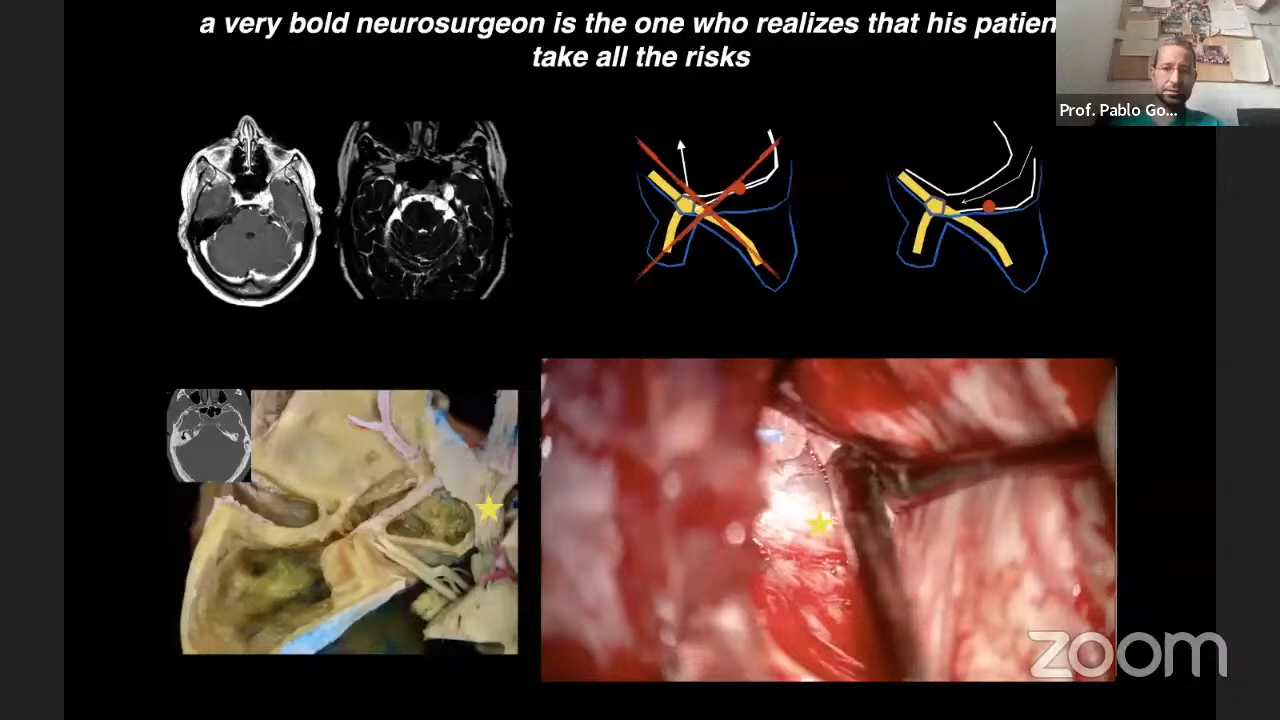 a very bold neurosurgeon is the one who realizes that his patien
take all the risks
Prof. Pablo Go...
zoom